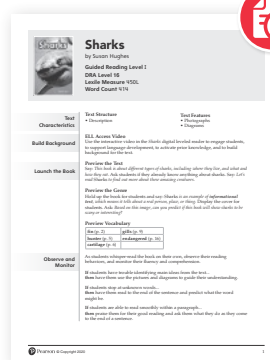 Sharks
Sharks
by Susan Hughes
Guided Reading Level I
DRA Level 16
Lexile Measure 450L
Word Count 414
Text
Characteristics
Text Structure
• Description
Text Features
• Photographs
• Diagrams
Build Background
ELL Access Video
Use the interactive video in the Sharks digital leveled reader to engage students,
to support language development, to activate prior knowledge, and to build
background for the text.
Launch the Book
Preview the Text
Say: This book is about different types of sharks, including where they live, and what and
how they eat. Ask students if they already know anything about sharks. Say: Let's
read Sharks to find out more about these amazing creatures.
Preview the Genre
Hold up the book for students and say: Sharks is an example of informational
text, which means it tells about a real person, place, or thing. Display the cover for
students. Ask: Based on this image, can you predict if this book will show sharks to be
scary or interesting?
Preview Vocabulary
fin (p. 2)
gills (p. 9)
hunter (p. 3)
endangered (p. 16)
cartilage (p. 6)
Observe and
Monitor
As students whisper-read the book on their own, observe their reading
behaviors, and monitor their fluency and comprehension.
If students have trouble identifying main ideas from the text...
then have them use the pictures and diagrams to guide their understanding.
If students stop at unknown words...
then have them read to the end of the sentence and predict what the word
might be.
If students are able to read smoothly within a paragraph...
then praise them for their good reading and ask them what they do as they come
to the end of a sentence.
Pearson © Copyright 2020